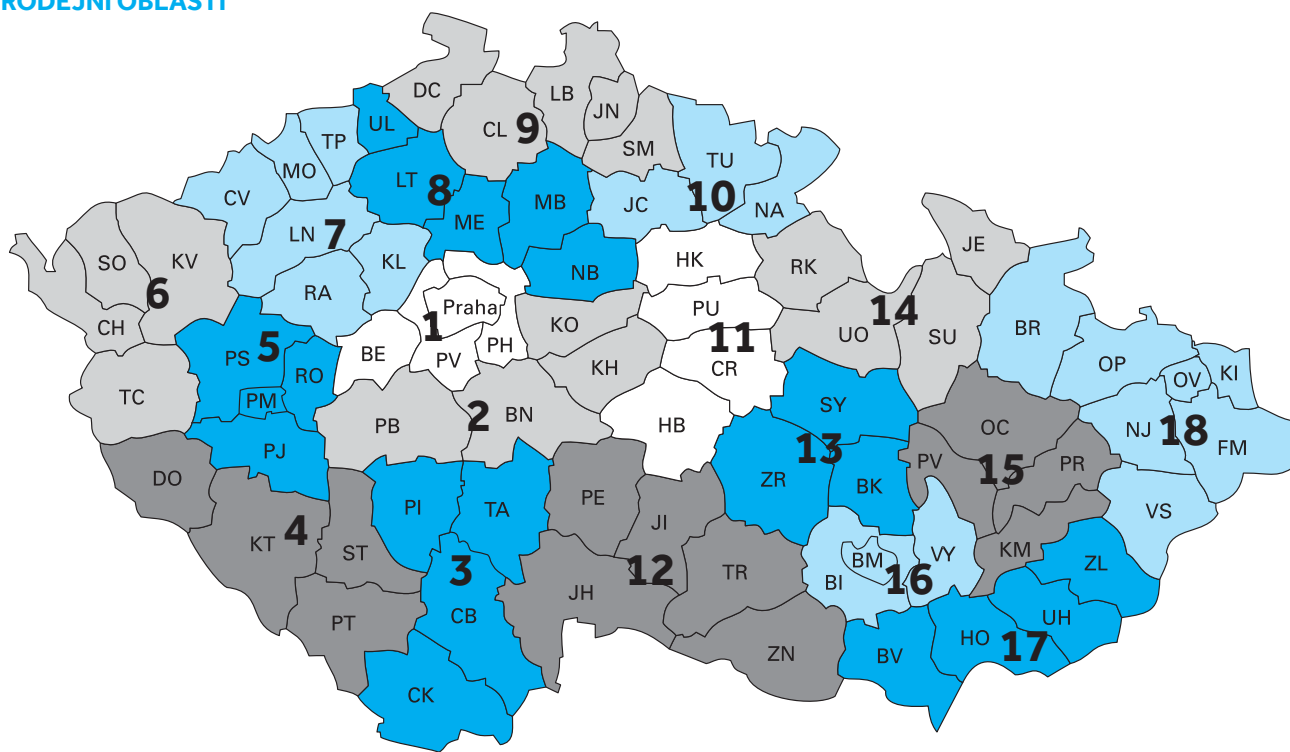 RODEJNÍ OBLASTI
DC
LB
JN
UL
CL
9
TP
SM
MO
TU
LT
8
CV
MB
10
JC
NA
ME
LN
7
JE
SO
KV
KL
HK
RK
NB
6
RA
Praha
PU
14
CH
1
KO
BR
5
11
UO
SU
PS
BE
PV
PH
KH
CR
OP
RO
OV
KI
TC
PM
SY
PB
2
BN
HB
OC
NJ
18
FM
PJ
13
DO
ZR
PV
15
PR
BK
PI
TA
PE
VS
JI
KT
4
ST
VY
KM
3
12
TR
BM
16
BI
ZL
JH
CB
PT
UH
ZN
BV
HO
17
CK